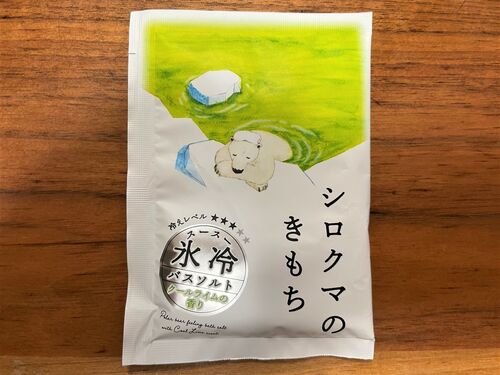 シロクマの
きもち
冷えレベル ★★★★★
スースー
氷冷
バスソルト
クールライムの
香り
Polar bear feeling bath salt
with Cool Lime scent